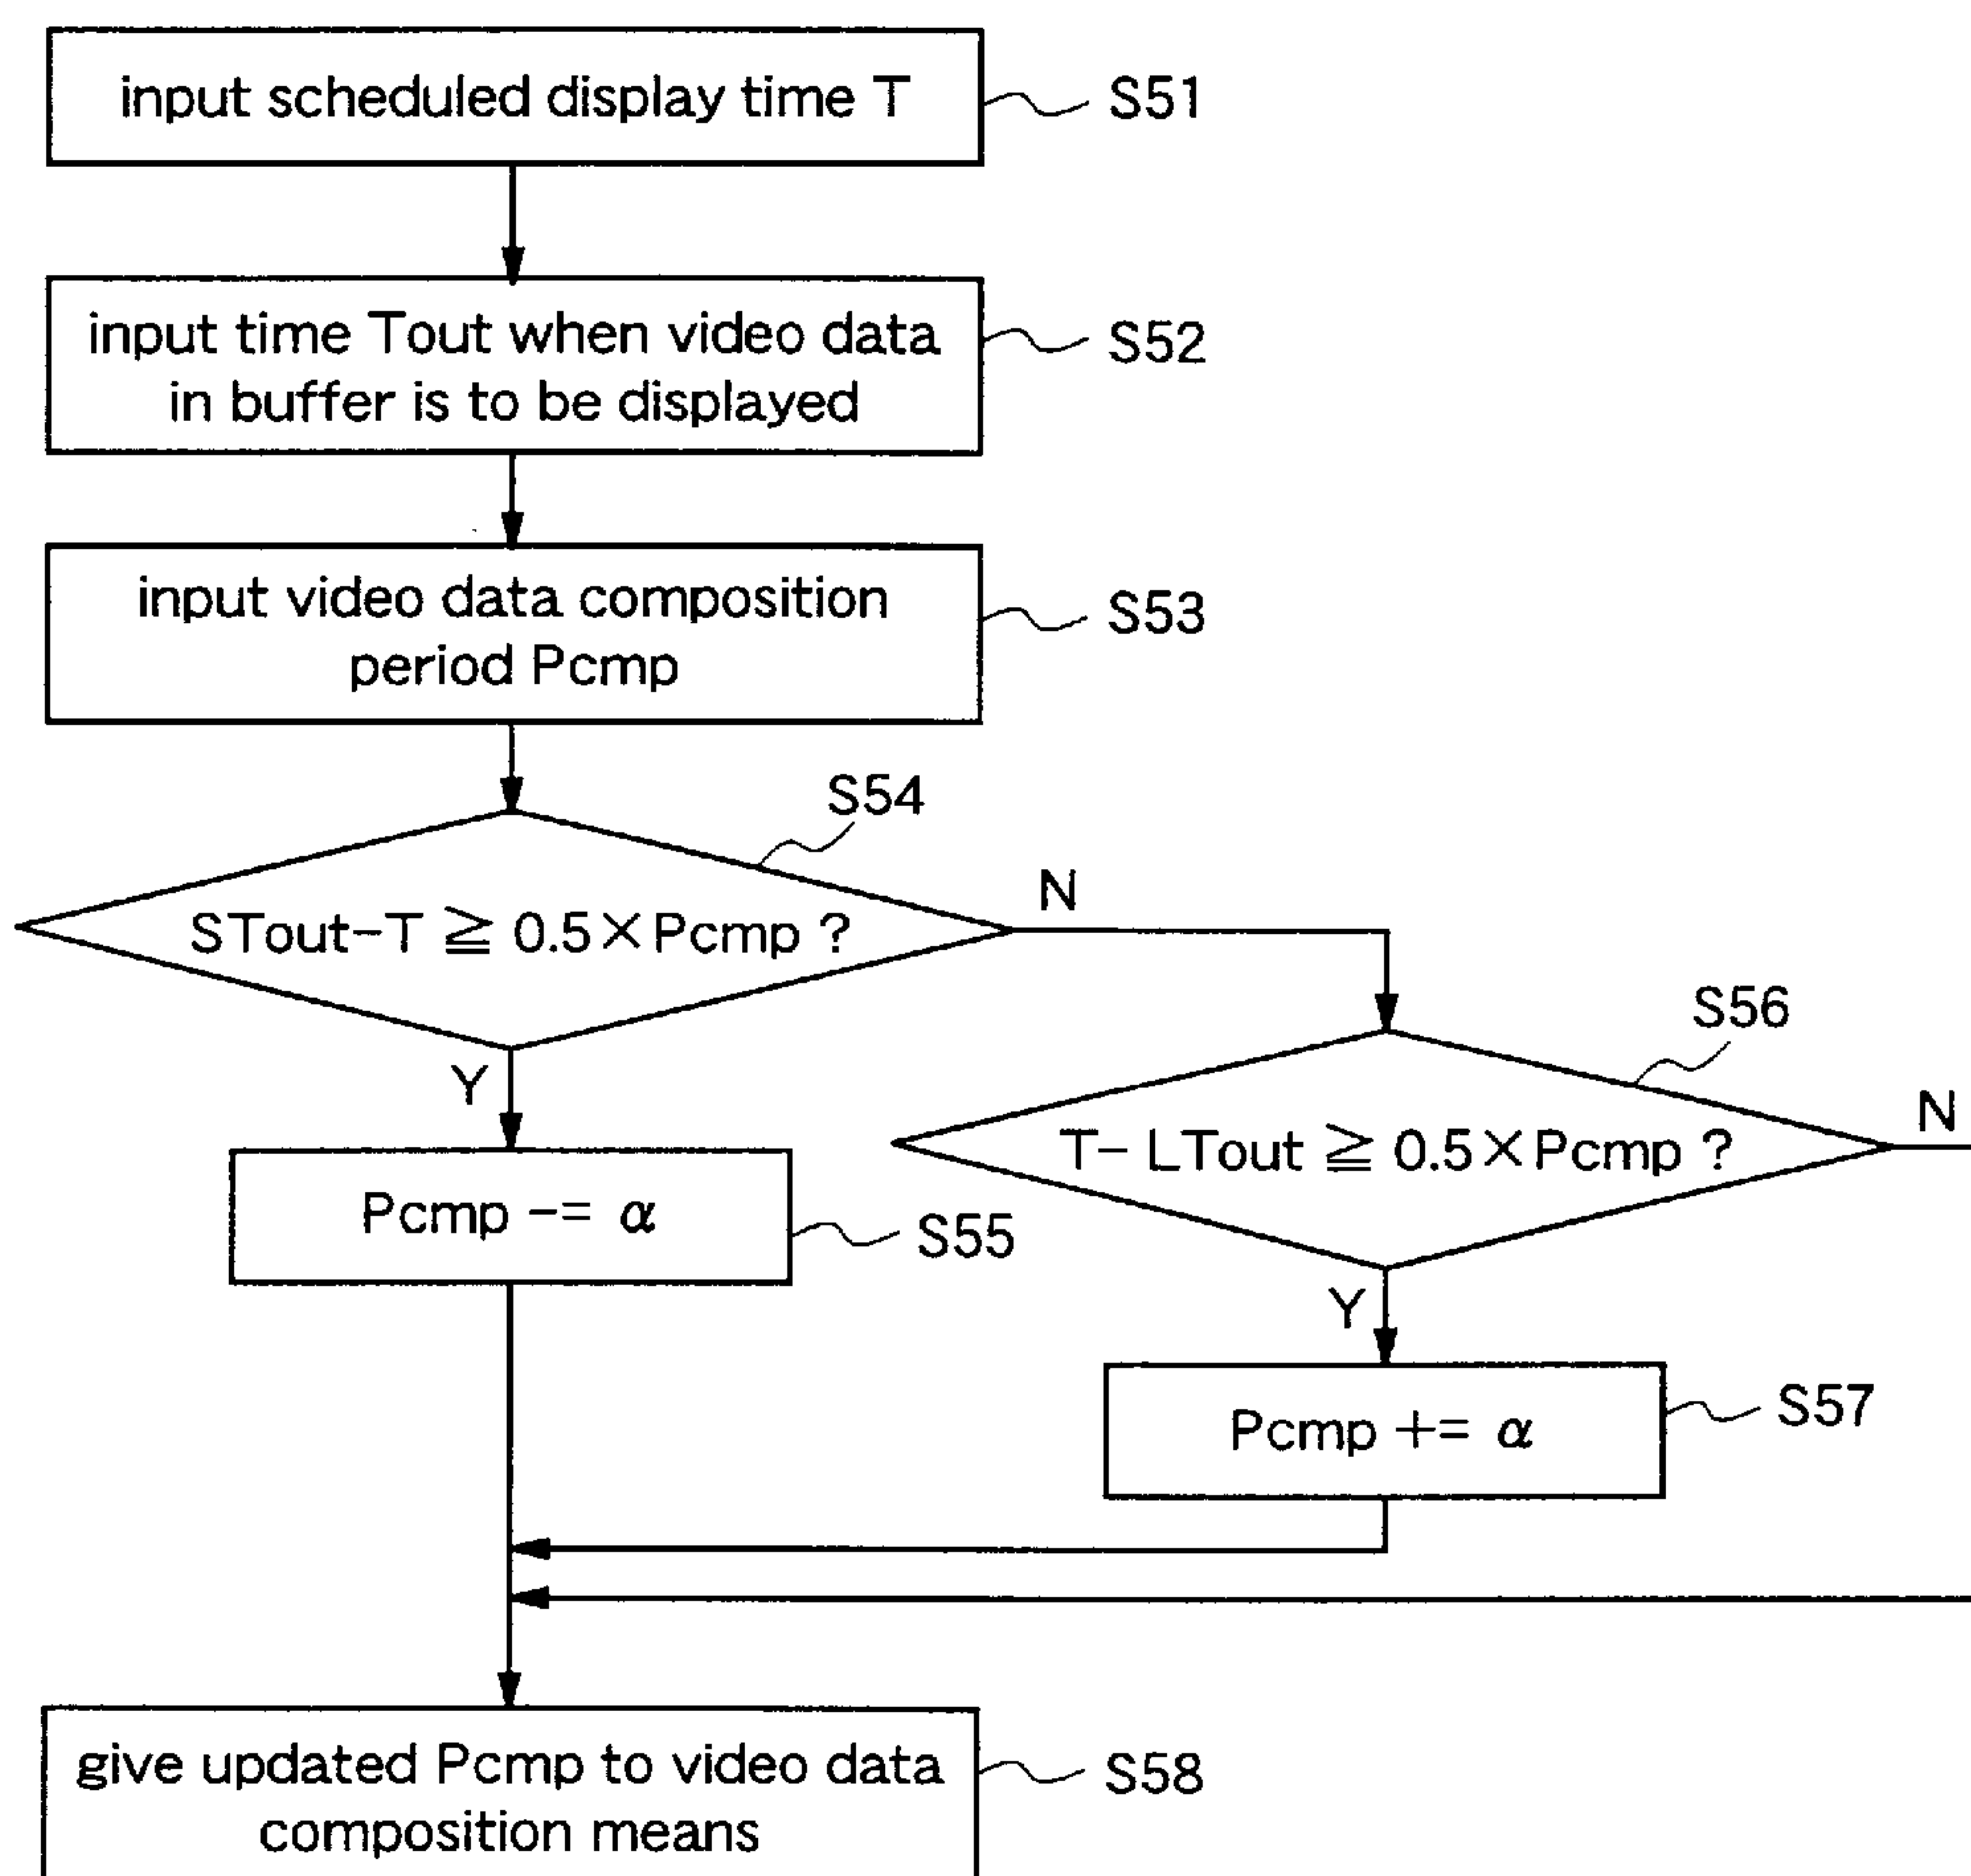 input scheduled display time T
S51
input time Tout when video data
in buffer is to be displayed
S52
input video data composition
period Pcmp
S53
S54
STout-T ≧ 0.5×Pcmp ?
N
Y
S56
T- LTout ≧ 0.5×Pcmp ?
N
Y
Pcmp -= α
S55
Pcmp += α
S57
give updated Pcmp to video data
composition means
S58